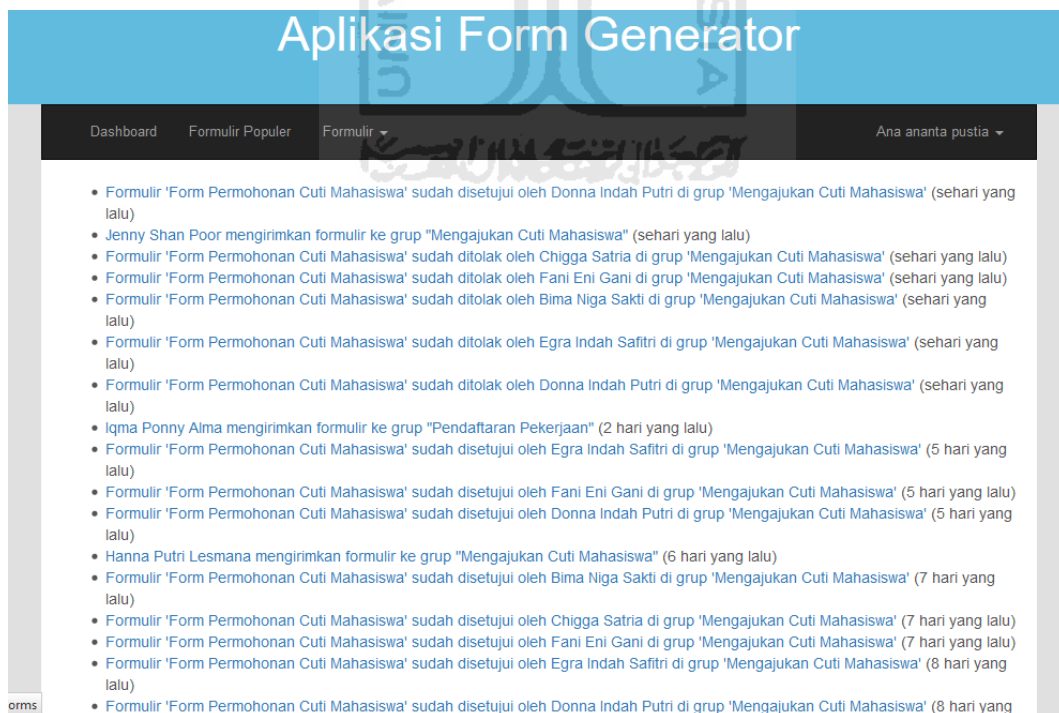 Aplikasi Form Generator
Dashboard Formulir Populer Formulir Ana ananta pustia
• Formulir 'Form Permohonan Cuti Mahasiswa' sudah disetujui oleh Donna Indah Putri di grup 'Mengajukan Cuti Mahasiswa' (sehari yang
lalu)
• Jenny Shan Poor mengirimkan formulir ke grup "Mengajukan Cuti Mahasiswa" (sehari yang lalu)
• Formulir 'Form Permohonan Cuti Mahasiswa' sudah ditolak oleh Chigga Satria di grup 'Mengajukan Cuti Mahasiswa' (sehari yang lalu)
• Formulir 'Form Permohonan Cuti Mahasiswa' sudah ditolak oleh Fani Eni Gani di grup 'Mengajukan Cuti Mahasiswa' (sehari yang lalu)
• Formulir 'Form Permohonan Cuti Mahasiswa' sudah ditolak oleh Bima Niga Sakti di grup 'Mengajukan Cuti Mahasiswa' (sehari yang
lalu)
• Formulir 'Form Permohonan Cuti Mahasiswa' sudah ditolak oleh Egra Indah Safitri di grup 'Mengajukan Cuti Mahasiswa' (sehari yang
lalu)
• Formulir 'Form Permohonan Cuti Mahasiswa' sudah ditolak oleh Donna Indah Putri di grup 'Mengajukan Cuti Mahasiswa' (sehari yang
lalu)
• Iqma Ponny Alma mengirimkan formulir ke grup "Pendaftaran Pekerjaan" (2 hari yang lalu)
• Formulir 'Form Permohonan Cuti Mahasiswa' sudah disetujui oleh Egra Indah Safitri di grup 'Mengajukan Cuti Mahasiswa' (5 hari yang
lalu)
• Formulir 'Form Permohonan Cuti Mahasiswa' sudah disetujui oleh Fani Eni Gani di grup 'Mengajukan Cuti Mahasiswa' (5 hari yang lalu)
• Formulir 'Form Permohonan Cuti Mahasiswa' sudah disetujui oleh Donna Indah Putri di grup 'Mengajukan Cuti Mahasiswa' (5 hari yang
lalu)
• Hanna Putri Lesmana mengirimkan formulir ke grup "Mengajukan Cuti Mahasiswa" (6 hari yang lalu)
• Formulir 'Form Permohonan Cuti Mahasiswa' sudah disetujui oleh Bima Niga Sakti di grup 'Mengajukan Cuti Mahasiswa' (7 hari yang
lalu)
• Formulir 'Form Permohonan Cuti Mahasiswa' sudah disetujui oleh Chigga Satria di grup 'Mengajukan Cuti Mahasiswa' (7 hari yang lalu)
• Formulir 'Form Permohonan Cuti Mahasiswa' sudah disetujui oleh Fani Eni Gani di grup 'Mengajukan Cuti Mahasiswa' (7 hari yang lalu)
• Formulir 'Form Permohonan Cuti Mahasiswa' sudah disetujui oleh Egra Indah Safitri di grup 'Mengajukan Cuti Mahasiswa' (8 hari yang
lalu)
orms
• Formulir 'Form Permohonan Cuti Mahasiswa' sudah disetujui oleh Donna Indah Putri di grup 'Mengajukan Cuti Mahasiswa' (8 hari yang